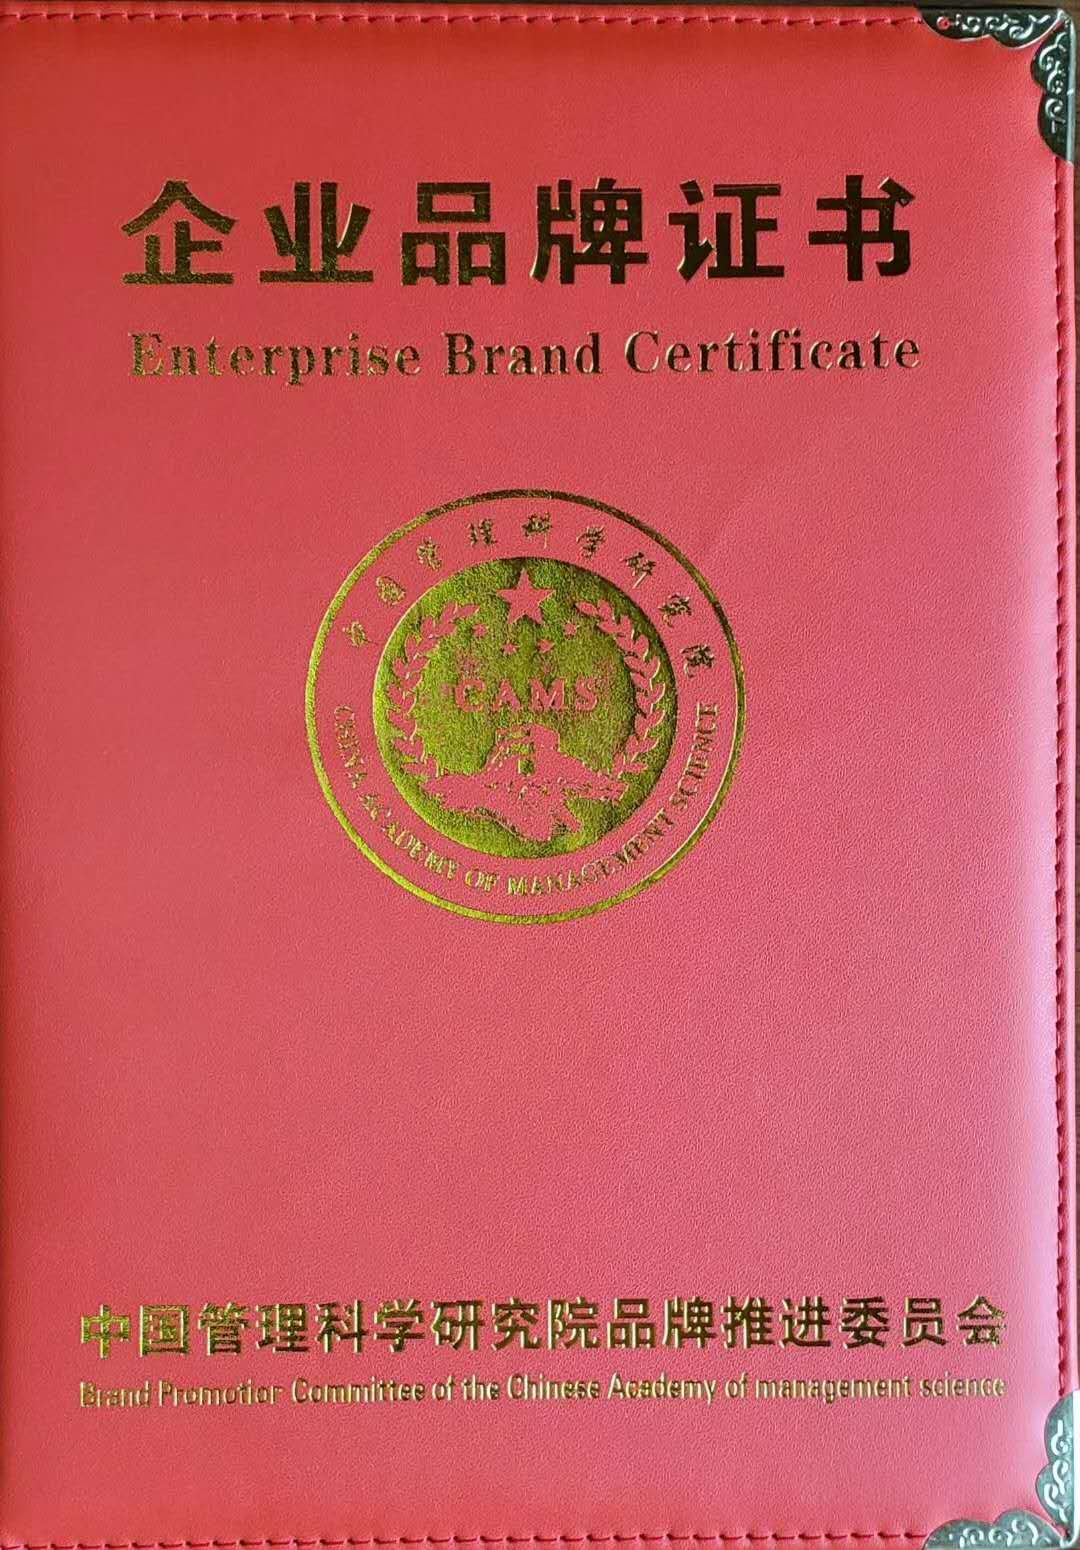 企业品牌证书
Enterprise Brand Certificate
中国管理科学研究院
CAMS
CHINA ACADEMY OF MANAGEMENT SCIENCE
中国管理科学研究院品牌推进委员会
Brand Promotion Committee of the Chinese Academy of management science